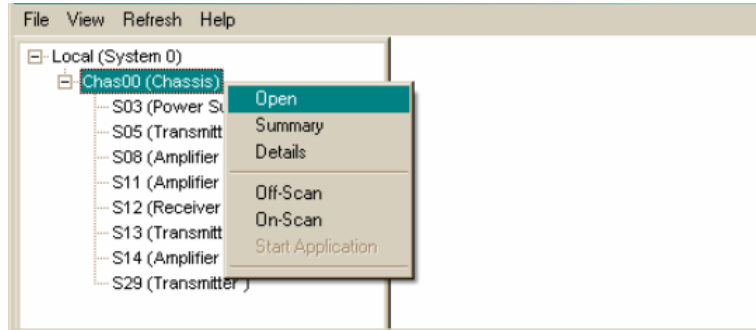 File View Refresh Help
Local (System 0)
Chas00 (Chassis)
S03 (Power
S05 (Transmitt
S08 (Amplifier
S11 (Amplifier
S12 (Receiver
S13 (Transmitt
S14 (Amplifier
S29 (Transmitter )
Open
Summary
Details
Off-Scan
On-Scan
Start Application